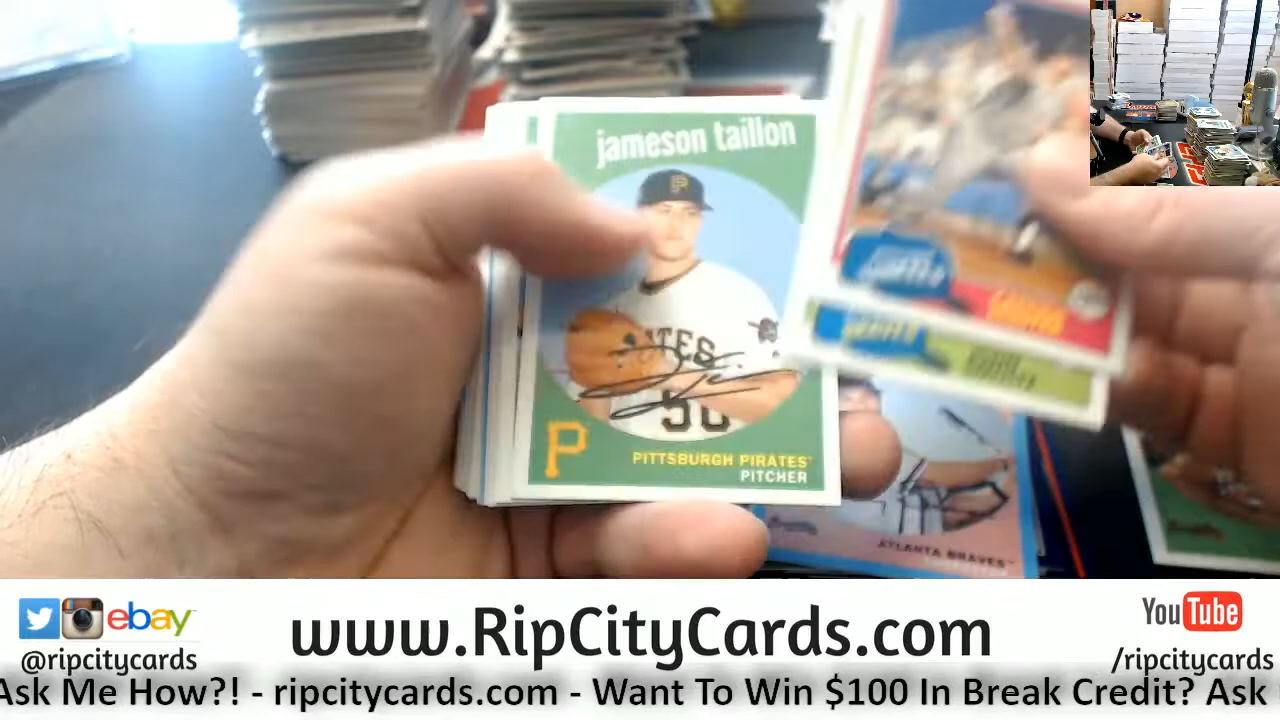 jameson taillon
P
P
50
PITTSBURGH PIRATES
PITCHER
ATLANTA BRAVES
ebay
@ripcitycards
www.RipCityCards.com
YouTube
/ripcitycards
Ask Me How?! - ripcitycards.com - Want To Win $100 In Break Credit? Ask